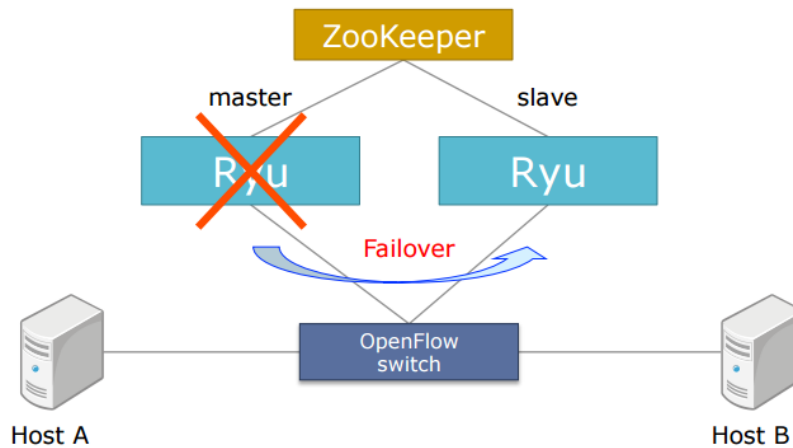 ZooKeeper
master
slave
Ryu
Ryu
Failover
OpenFlow
switch
Host A
Host B